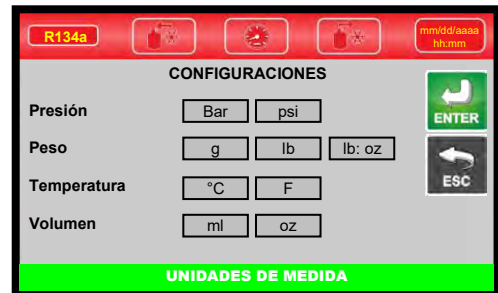 R134a
mm/dd/aaaa
hh:mm
CONFIGURACIONES
Presión Bar psi
ENTER
Peso g lb lb: oz
Temperatura °C F
ESC
Volumen ml oz
UNIDADES DE MEDIDA